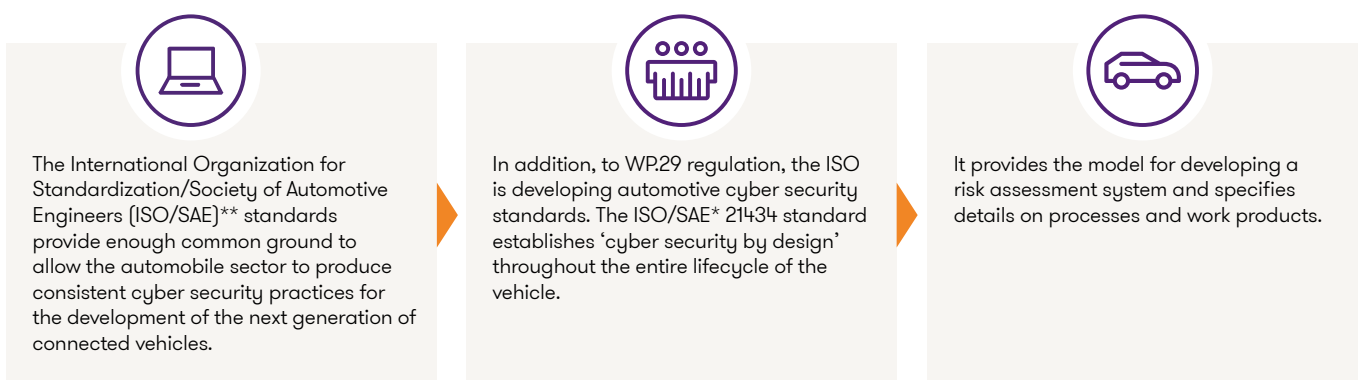 The International Organization for
Standardization/Society of Automotive
Engineers (ISO/SAE)** standards
provide enough common ground to
allow the automobile sector to produce
consistent cyber security practices for
the development of the next generation of
connected vehicles.
In addition, to WP.29 regulation, the ISO
is developing automotive cyber security
standards. The ISO/SAE* 21434 standard
establishes ‘cyber security by design’
throughout the entire lifecycle of the
vehicle.
It provides the model for developing a
risk assessment system and specifies
details on processes and work products.